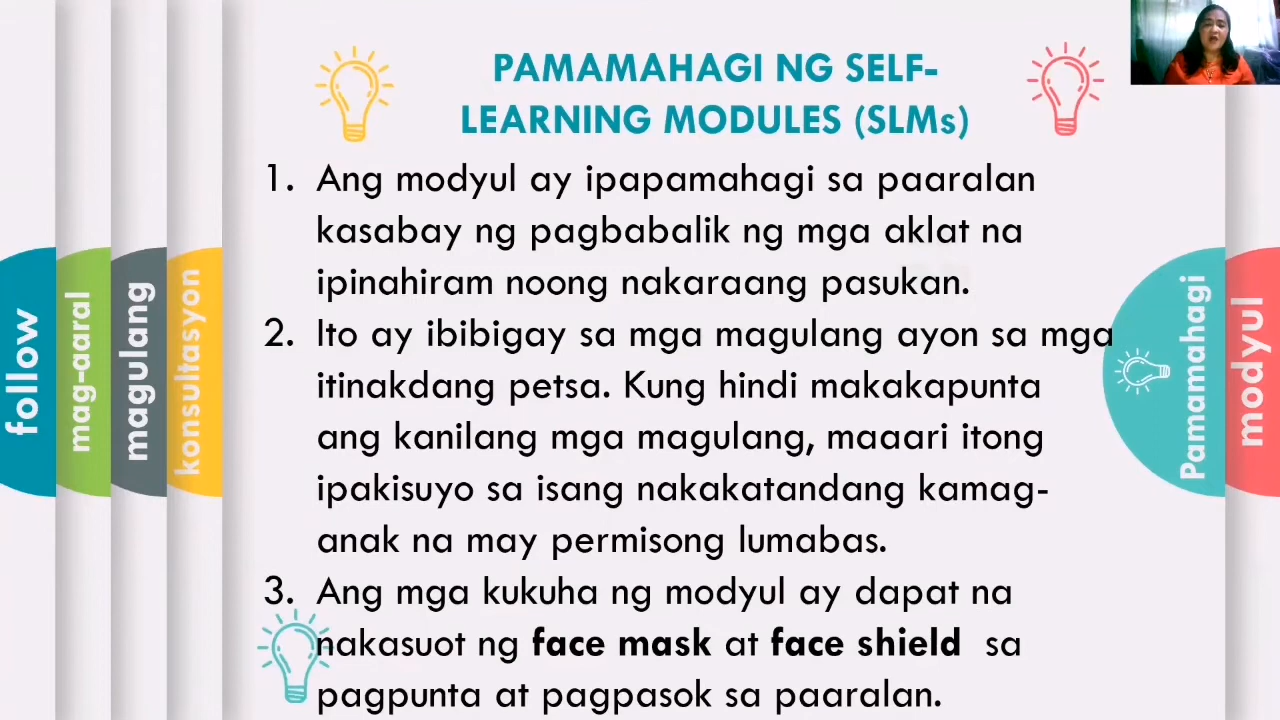 PAMAMAHAGI NG SELF-
LEARNING MODULES (SLMs)
1. Ang modyul ay ipapamahagi sa paaralan
kasabay ng pagbabalik ng mga aklat na
ipinahiram noong nakaraang pasukan.
2. Ito ay ibibigay sa mga magulang ayon sa mga
itinakdang petsa. Kung hindi makakapunta
ang kanilang mga magulang, maaari itong
ipakisuyo sa isang nakakatandang kamag-
anak na may permisong lumabas.
3. Ang mga kukuha ng modyul ay dapat na
nakasuot ng face mask at face shield sa
pagpunta at pagpasok sa paaralan.
follow
mag-aaral
magulang
konsultasyon
Pamamahagi
modyul